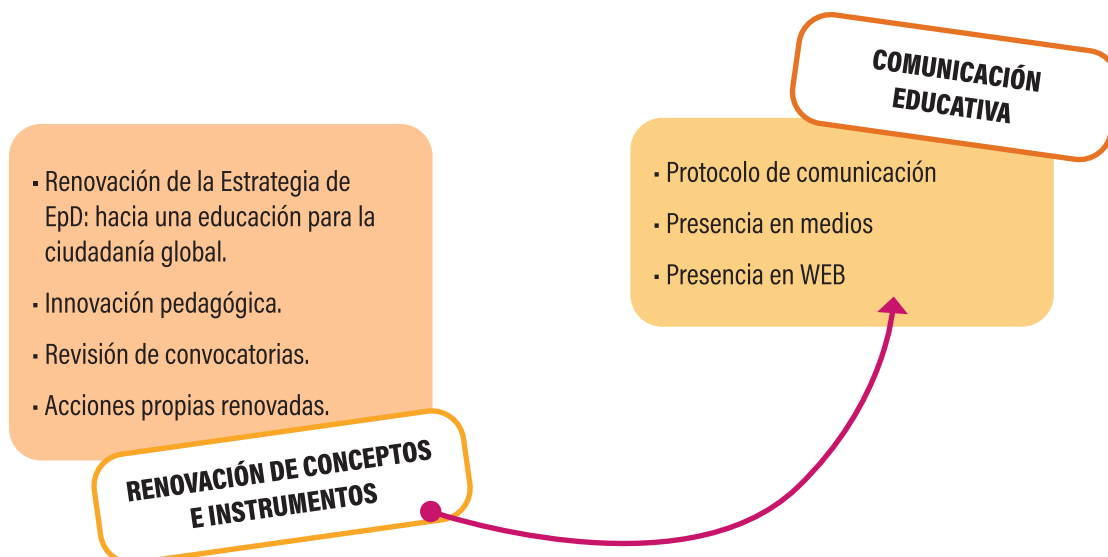 ▪ Renovación de la Estrategia de
EpD: hacia una educación para la
ciudadanía global.
▪ Innovación pedagógica.
▪ Revisión de convocatorias.
▪ Acciones propias renovadas.
RENOVACIÓN DE CONCEPTOS
E INSTRUMENTOS
COMUNICACIÓN
EDUCATIVA
▪ Protocolo de comunicación
▪ Presencia en medios
▪ Presencia en WEB